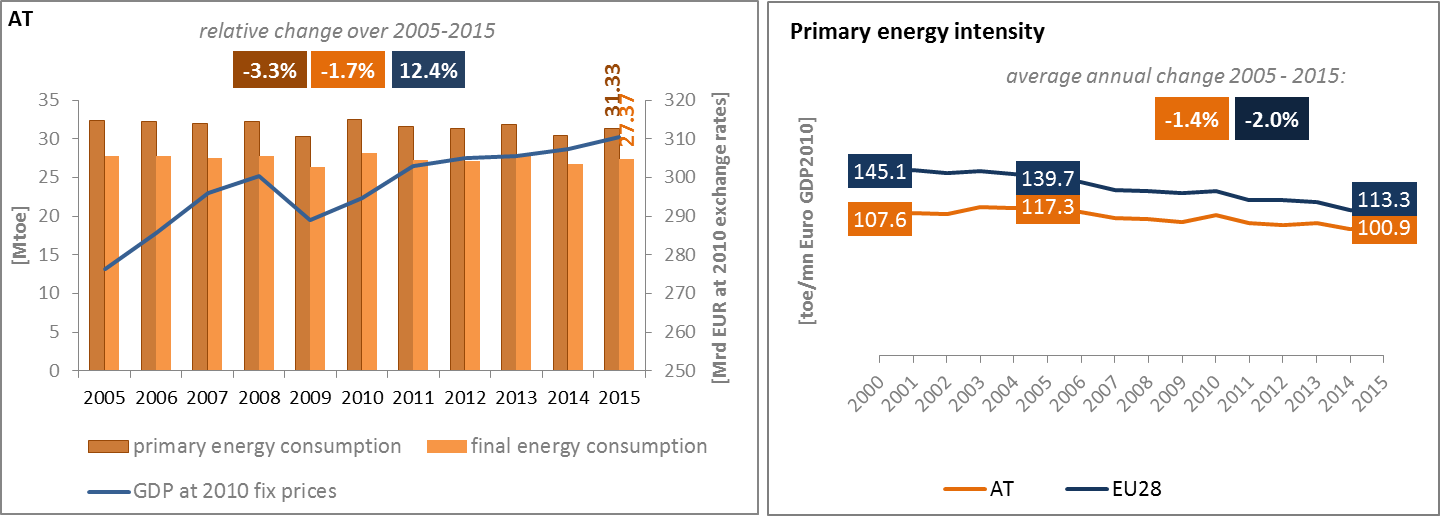 AT
relative change over 2005-2015
-3.3% -1.7% 12.4%
[Mtoe]
35
30
25
20
15
10
5
0
31.33
27.37
320
310
300
290
280
270
260
250
[Mrd EUR at 2010 exchange rates]
2005 2006 2007 2008 2009 2010 2011 2012 2013 2014 2015
primary energy consumption final energy consumption
GDP at 2010 fix prices
Primary energy intensity
average annual change 2005 - 2015:
-1.4% -2.0%
[toe/mn Euro GDP2010]
145.1 139.7 113.3
107.6 117.3 100.9
2000 2001 2002 2003 2004 2005 2006 2007 2008 2009 2010 2011 2012 2013 2014 2015
AT EU28